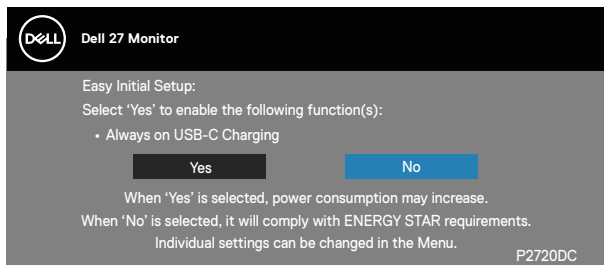 DELL Dell 27 Monitor
Easy Initial Setup:
Select ‘Yes’ to enable the following function(s):
• Always on USB-C Charging
Yes No
When ‘Yes’ is selected, power consumption may increase.
When ‘No’ is selected, it will comply with ENERGY STAR requirements.
Individual settings can be changed in the Menu.
P2720DC